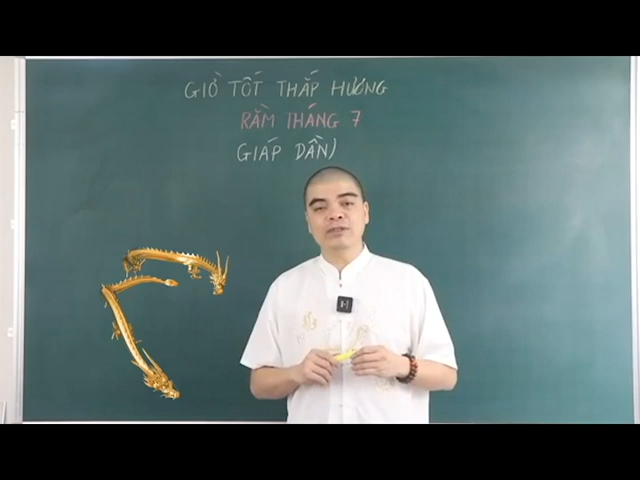 GIỜ TỐT THẮP HƯƠNG
RẰM THÁNG 7
GIÁP DẦN)